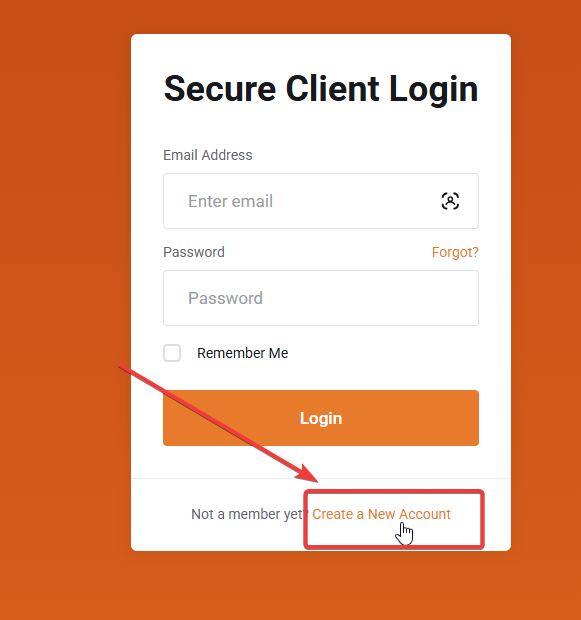 Secure Client Login
Email Address
Enter email
Password Forgot?
Password
Remember Me
Login
Not a member yet? Create a New Account